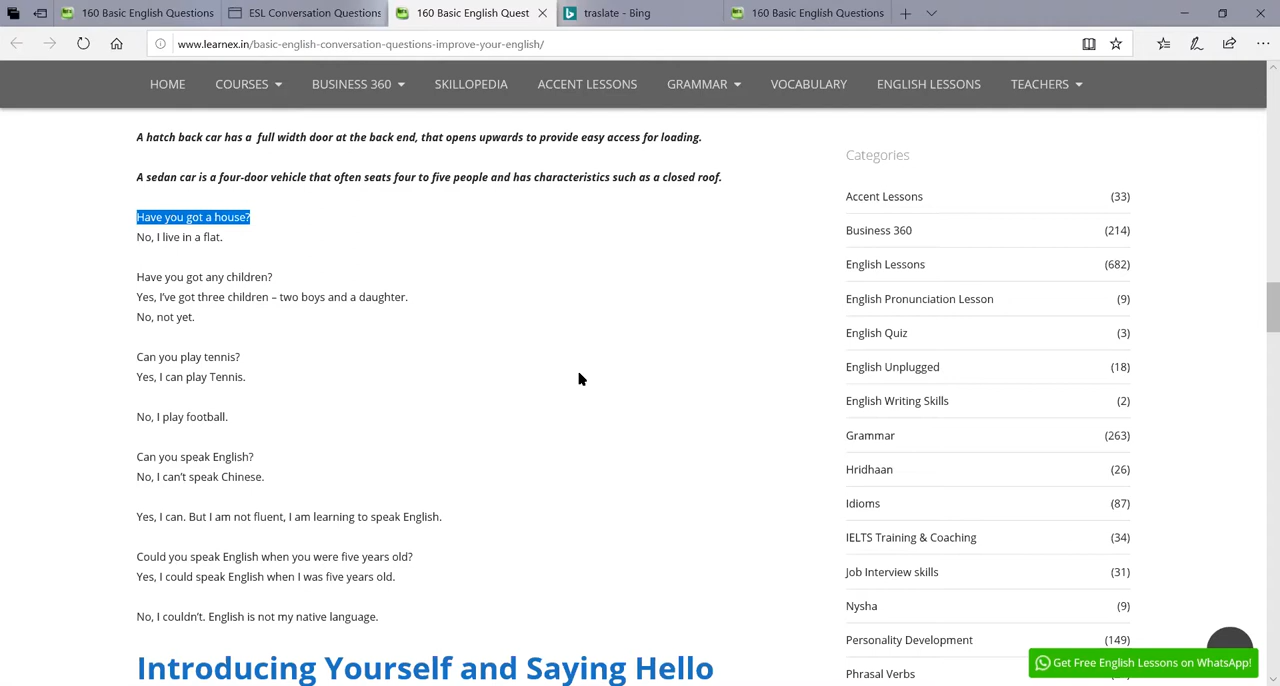 160 Basic English Questions
ESL Conversation Questions
160 Basic English Quest
traslate - Bing
160 Basic English Questions
www.learnex.in/basic-english-conversation-questions-improve-your-english/
HOME COURSES BUSINESS 360 SKILLOPEDIA ACCENT LESSONS GRAMMAR VOCABULARY ENGLISH LESSONS TEACHERS
A hatch back car has a full width door at the back end, that opens upwards to provide easy access for loading.
A sedan car is a four-door vehicle that often seats four to five people and has characteristics such as a closed roof.
Have you got a house?
No, I live in a flat.
Have you got any children?
Yes, I’ve got three children – two boys and a daughter.
No, not yet.
Can you play tennis?
Yes, I can play Tennis.
No, I play football.
Can you speak English?
No, I can’t speak Chinese.
Yes, I can. But I am not fluent, I am learning to speak English.
Could you speak English when you were five years old?
Yes, I could speak English when I was five years old.
No, I couldn’t. English is not my native language.
Introducing Yourself and Saying Hello
Categories
Accent Lessons (33)
Business 360 (214)
English Lessons (682)
English Pronunciation Lesson (9)
English Quiz (3)
English Unplugged (18)
English Writing Skills (2)
Grammar (263)
Hridhaan (26)
Idioms (87)
IELTS Training & Coaching (34)
Job Interview skills (31)
Nysha (9)
Personality Development (149)
Phrasal Verbs
Get Free English Lessons on WhatsApp!